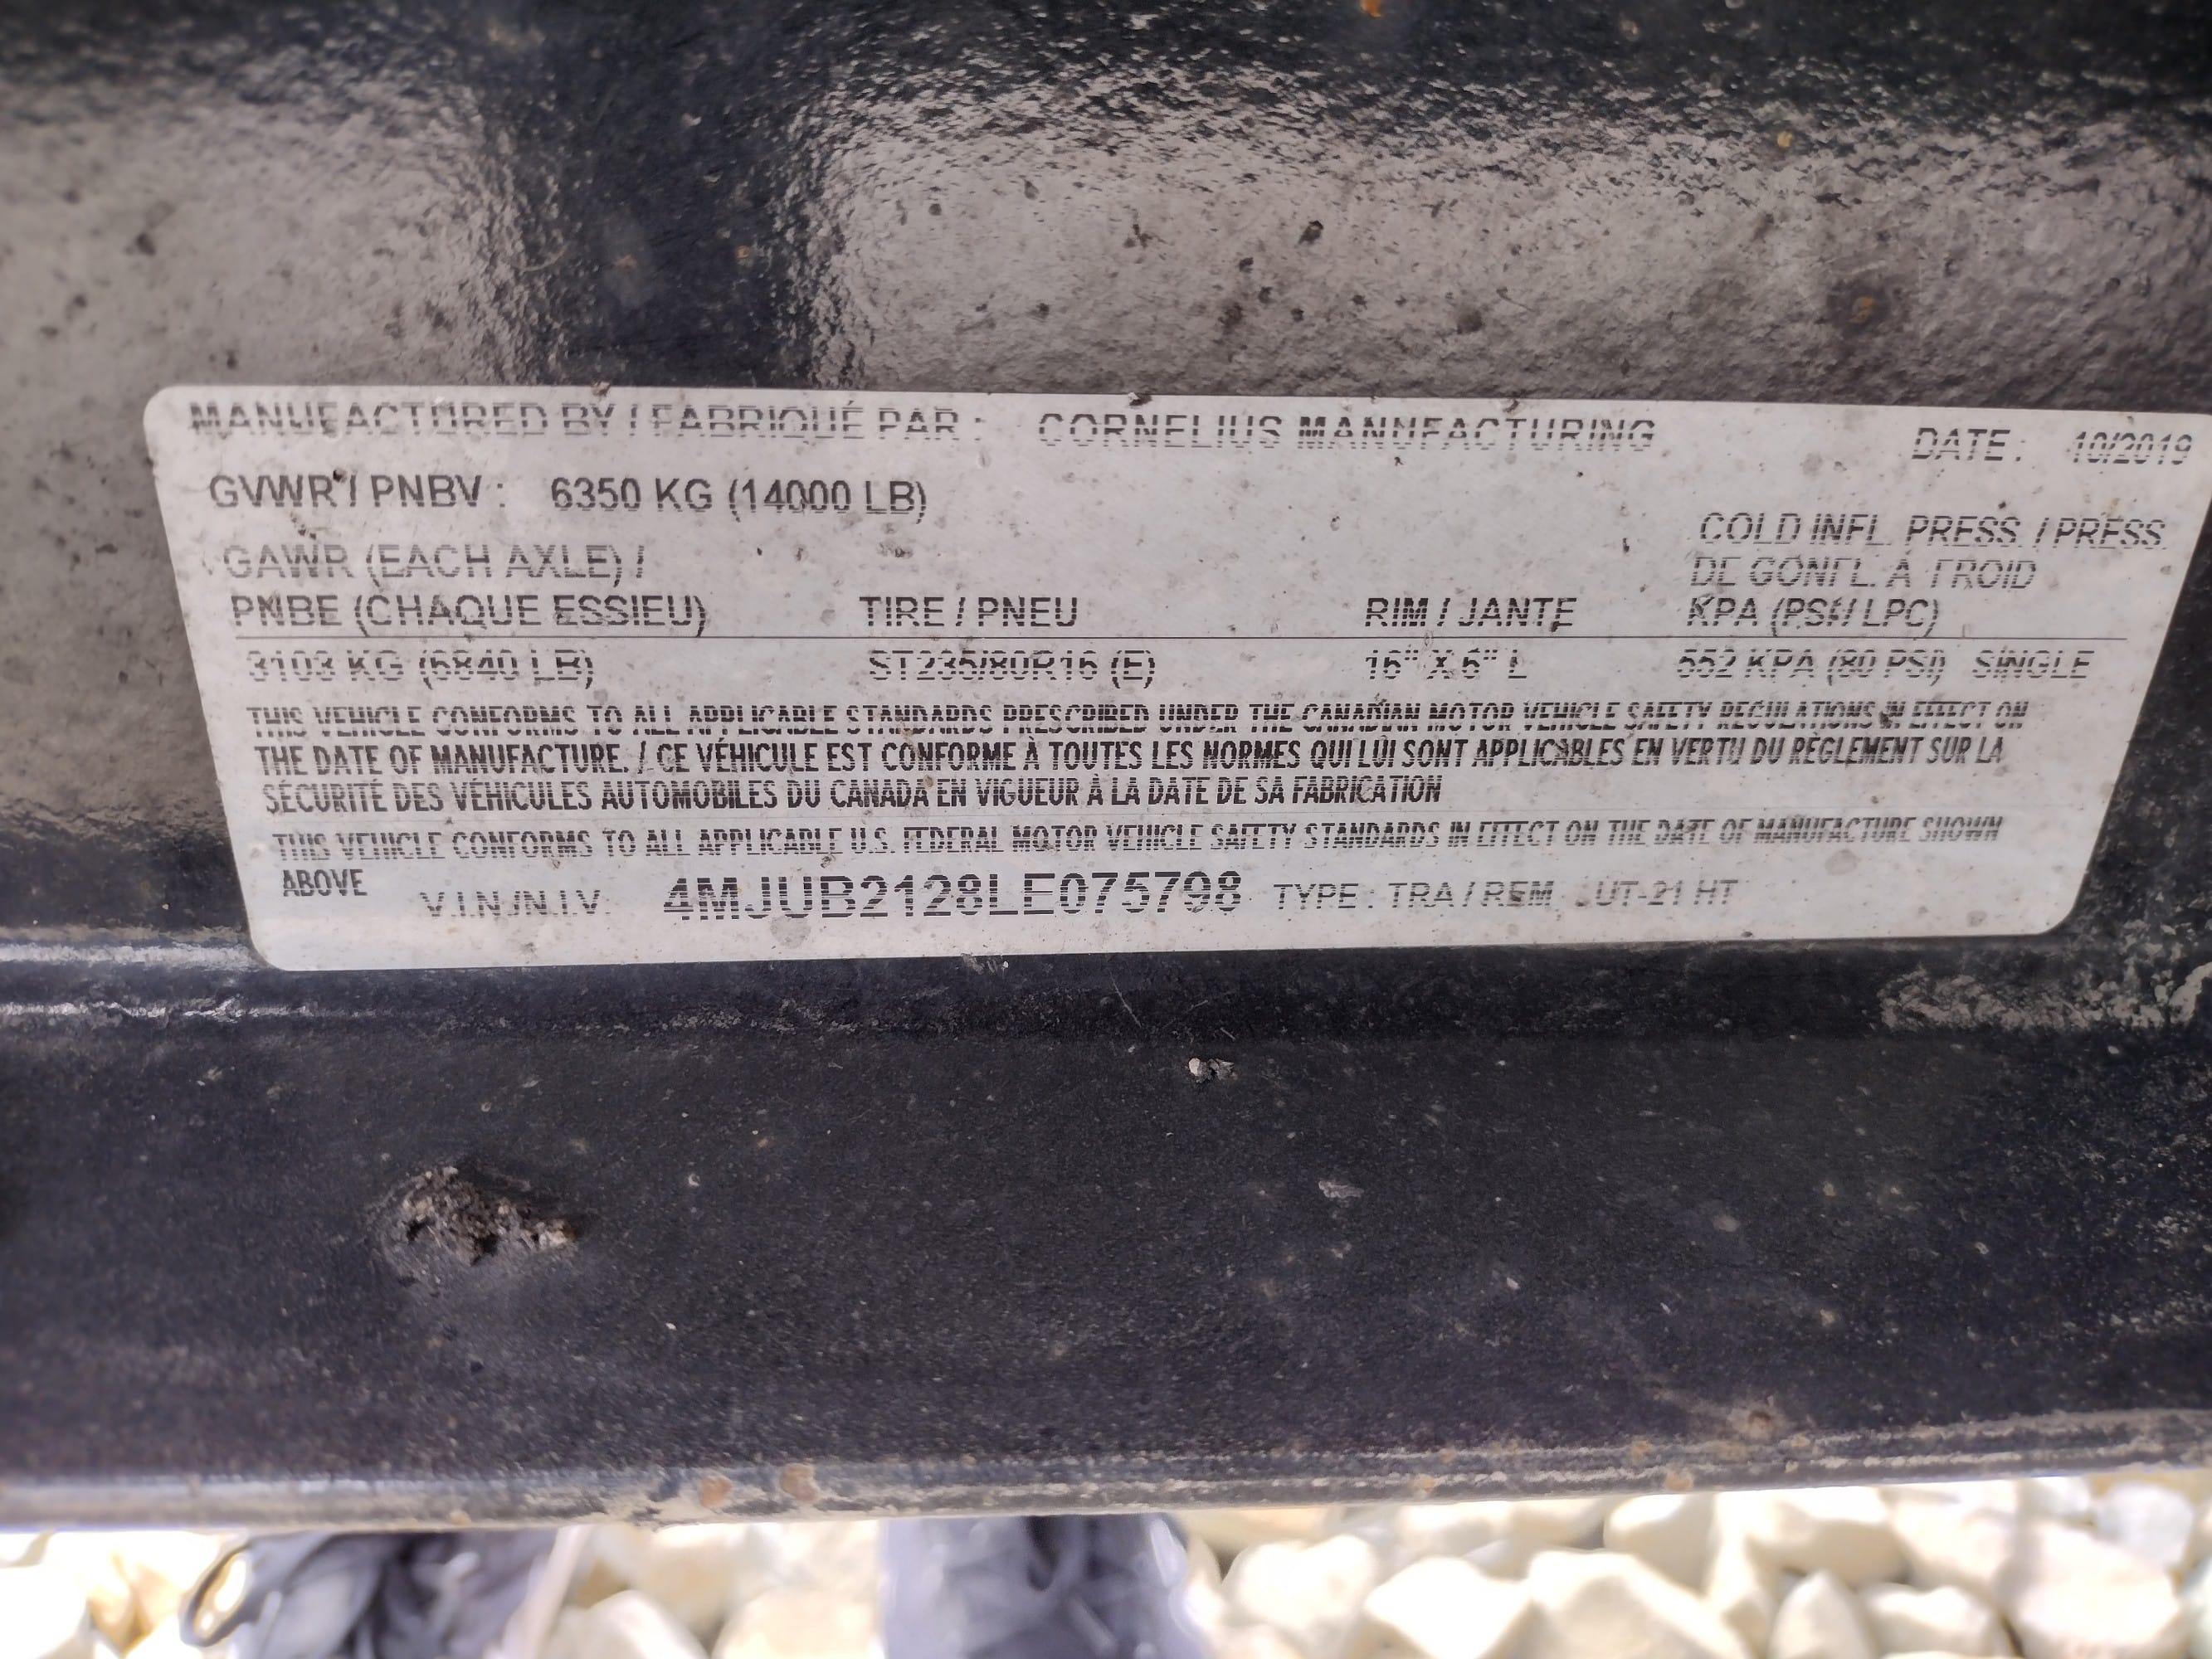 MANUFACTURED BY / FABRIQUÉ PAR : CORNELIUS MANUFACTURING DATE : 10/2019
GVWR / PNBV : 6350 KG (14000 LB)
GAWR (EACH AXLE) /
PNBE (CHAQUE ESSIEU) TIRE / PNEU RIM / JANTE COLD INFL. PRESS. / PRESS.
DE GONFL. À FROID
KPA (PSI / LPC)
3103 KG (6840 LB) ST235/80R16 (E) 16" X 6" L 552 KPA (80 PSI) SINGLE
THIS VEHICLE CONFORMS TO ALL APPLICABLE STANDARDS PRESCRIBED UNDER THE CANADIAN MOTOR VEHICLE SAFETY REGULATIONS IN EFFECT ON
THE DATE OF MANUFACTURE. / CE VÉHICULE EST CONFORME À TOUTES LES NORMES QUI LUI SONT APPLICABLES EN VERTU DU RÈGLEMENT SUR LA
SÉCURITÉ DES VÉHICULES AUTOMOBILES DU CANADA EN VIGUEUR À LA DATE DE SA FABRICATION
THIS VEHICLE CONFORMS TO ALL APPLICABLE U.S. FEDERAL MOTOR VEHICLE SAFETY STANDARDS IN EFFECT ON THE DATE OF MANUFACTURE SHOWN
ABOVE
V.I.N./N.I.V. 4MJUB2128LE075798 TYPE : TRA / REM UT-21 HT